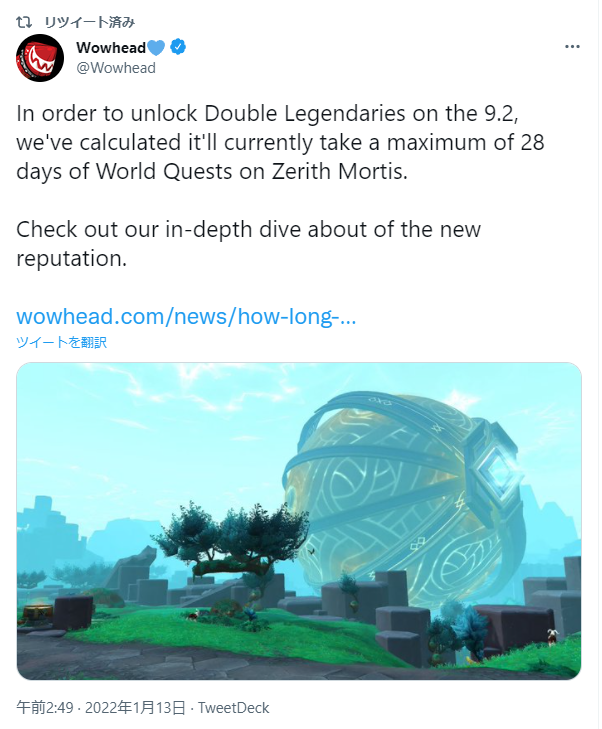 リツイート済み
Wowhead💙
@Wowhead
In order to unlock Double Legendaries on the 9.2,
we've calculated it'll currently take a maximum of 28
days of World Quests on Zerith Mortis.
Check out our in-depth dive about of the new
reputation.
wowhead.com/news/how-long-...
ツイートを翻訳
午前2:49 · 2022年1月13日 · TweetDeck